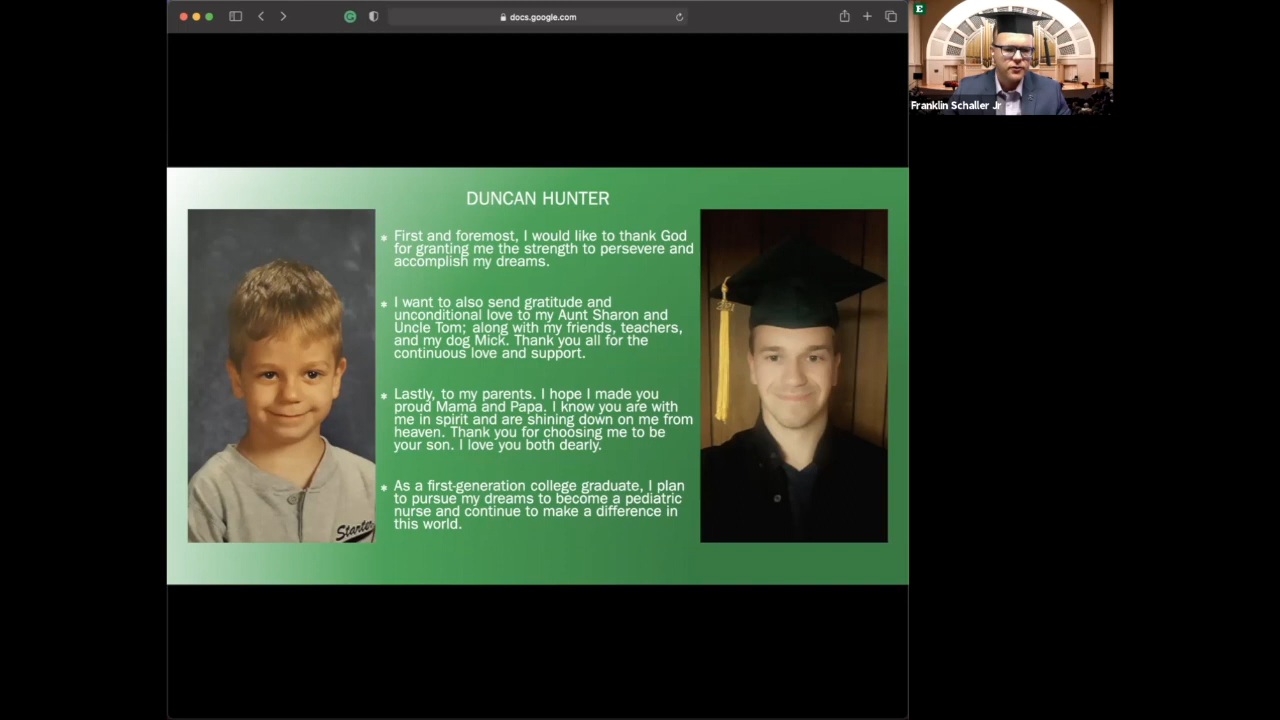 docs.google.com
E
Franklin Schaller Jr
DUNCAN HUNTER
* First and foremost, I would like to thank God
for granting me the strength to persevere and
accomplish my dreams.
* I want to also send gratitude and
unconditional love to my Aunt Sharon and
Uncle Tom; along with my friends, teachers,
and my dog Mick. Thank you all for the
continuous love and support.
* Lastly, to my parents. I hope I made you
proud Mama and Papa. I know you are with
me in spirit and are shining down on me from
heaven. Thank you for choosing me to be
your son. I love you both dearly.
* As a first-generation college graduate, I plan
to pursue my dreams to become a pediatric
nurse and continue to make a difference in
this world.
Starter